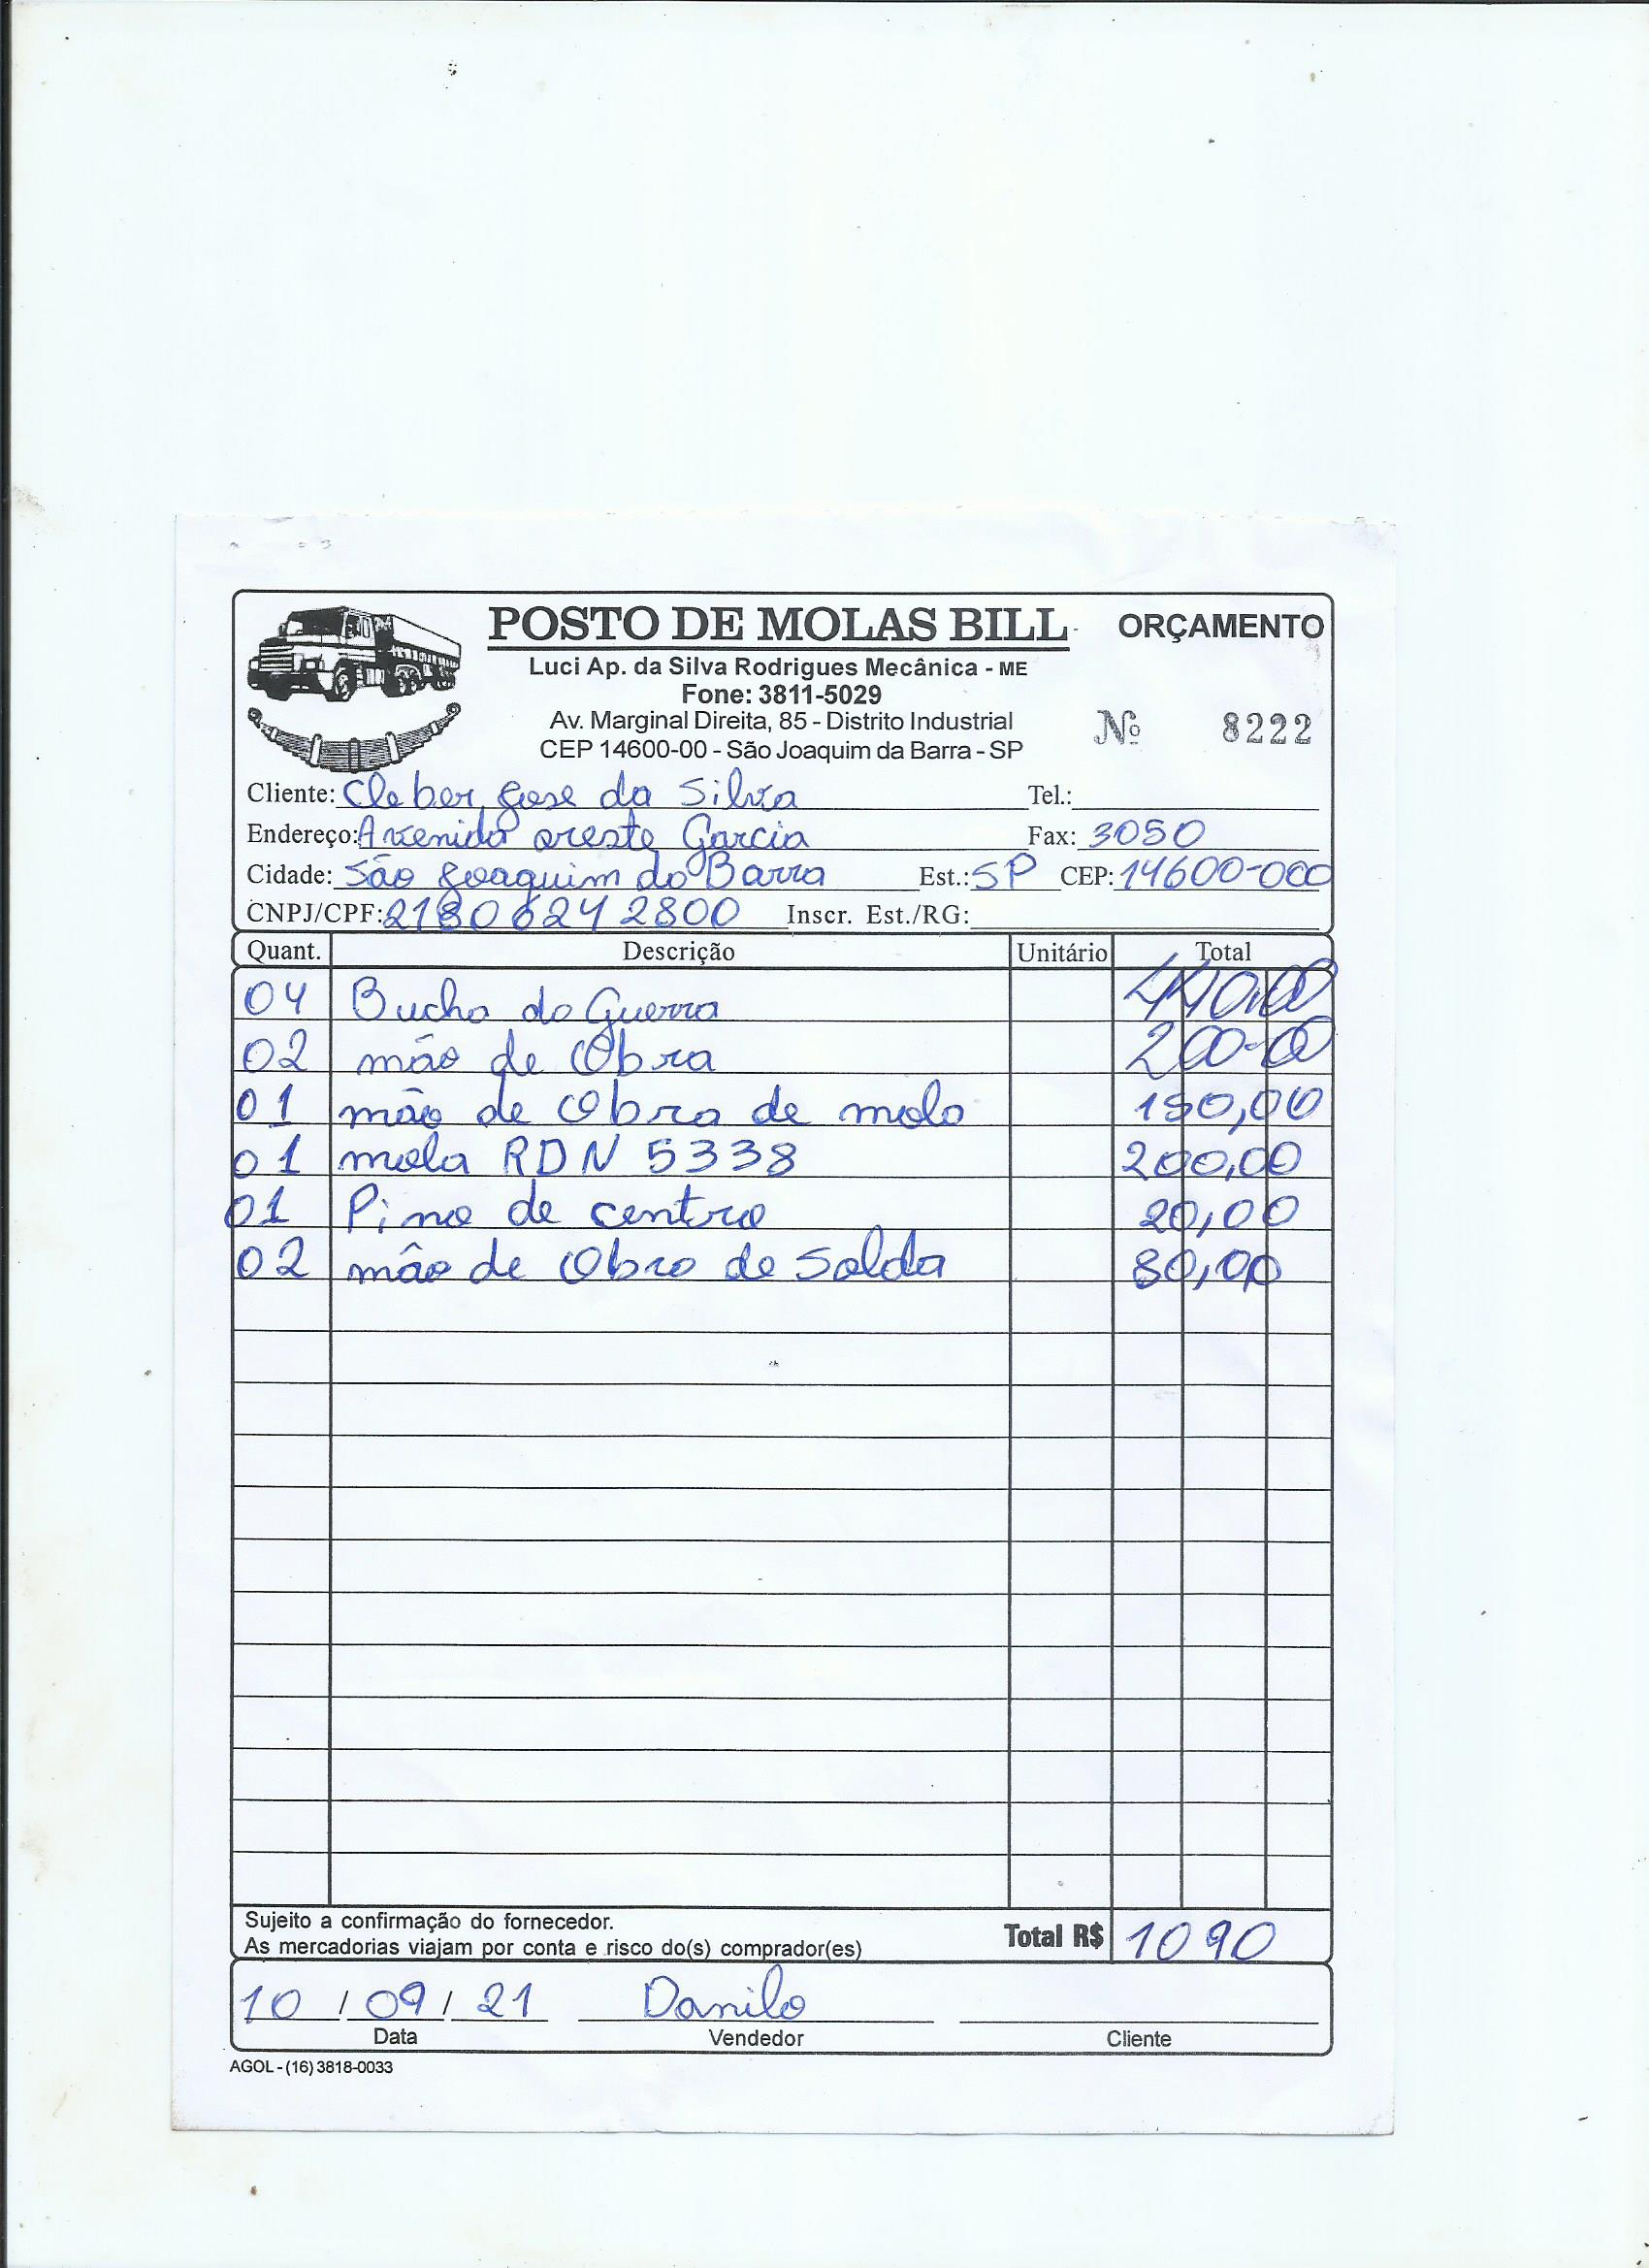 POSTO DE MOLAS BILL ORÇAMENTO
Luci Ap. da Silva Rodrigues Mecânica - ME
Fone: 3811-5029
Av. Marginal Direita, 85 - Distrito Industrial
CEP 14600-00 - São Joaquim da Barra - SP
Nº 8222
Cliente: Cleber Jose da Silva Tel.:
Endereço: Avenida oreste Garcia Fax: 3050
Cidade: São Joaquim da Barra Est.: SP CEP: 14600-000
CNPJ/CPF: 21806242800 Inscr. Est./RG:
Quant. Descrição Unitário Total
04 Bucha do Guerra 440,00
02 mão de Obra 200-00
01 mão de Obra de mola 150,00
01 mola RDN 5338 200,00
01 Pino de centro 20,00
02 mão de Obra de Solda 80,00
Sujeito a confirmação do fornecedor.
As mercadorias viajam por conta e risco do(s) comprador(es)
Total R$ 1090
10 / 09 / 21 Danilo
Data Vendedor Cliente
AGOL - (16) 3818-0033